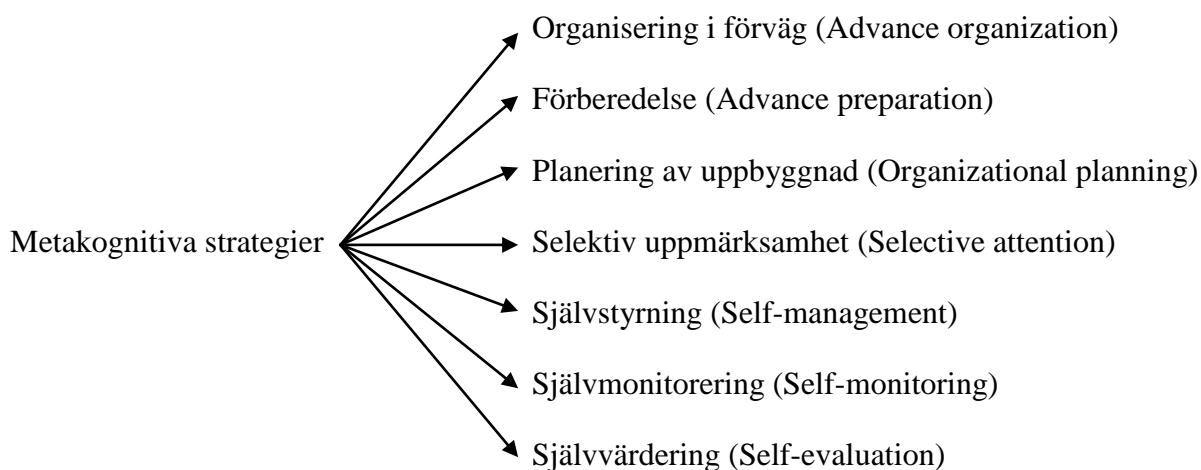 Organisering i förväg (Advance organization)
Förberedelse (Advance preparation)
Planering av uppbyggnad (Organizational planning)
Metakognitiva strategier
Selektiv uppmärksamhet (Selective attention)
Självstyrning (Self-management)
Självmonitorering (Self-monitoring)
Självvärdering (Self-evaluation)